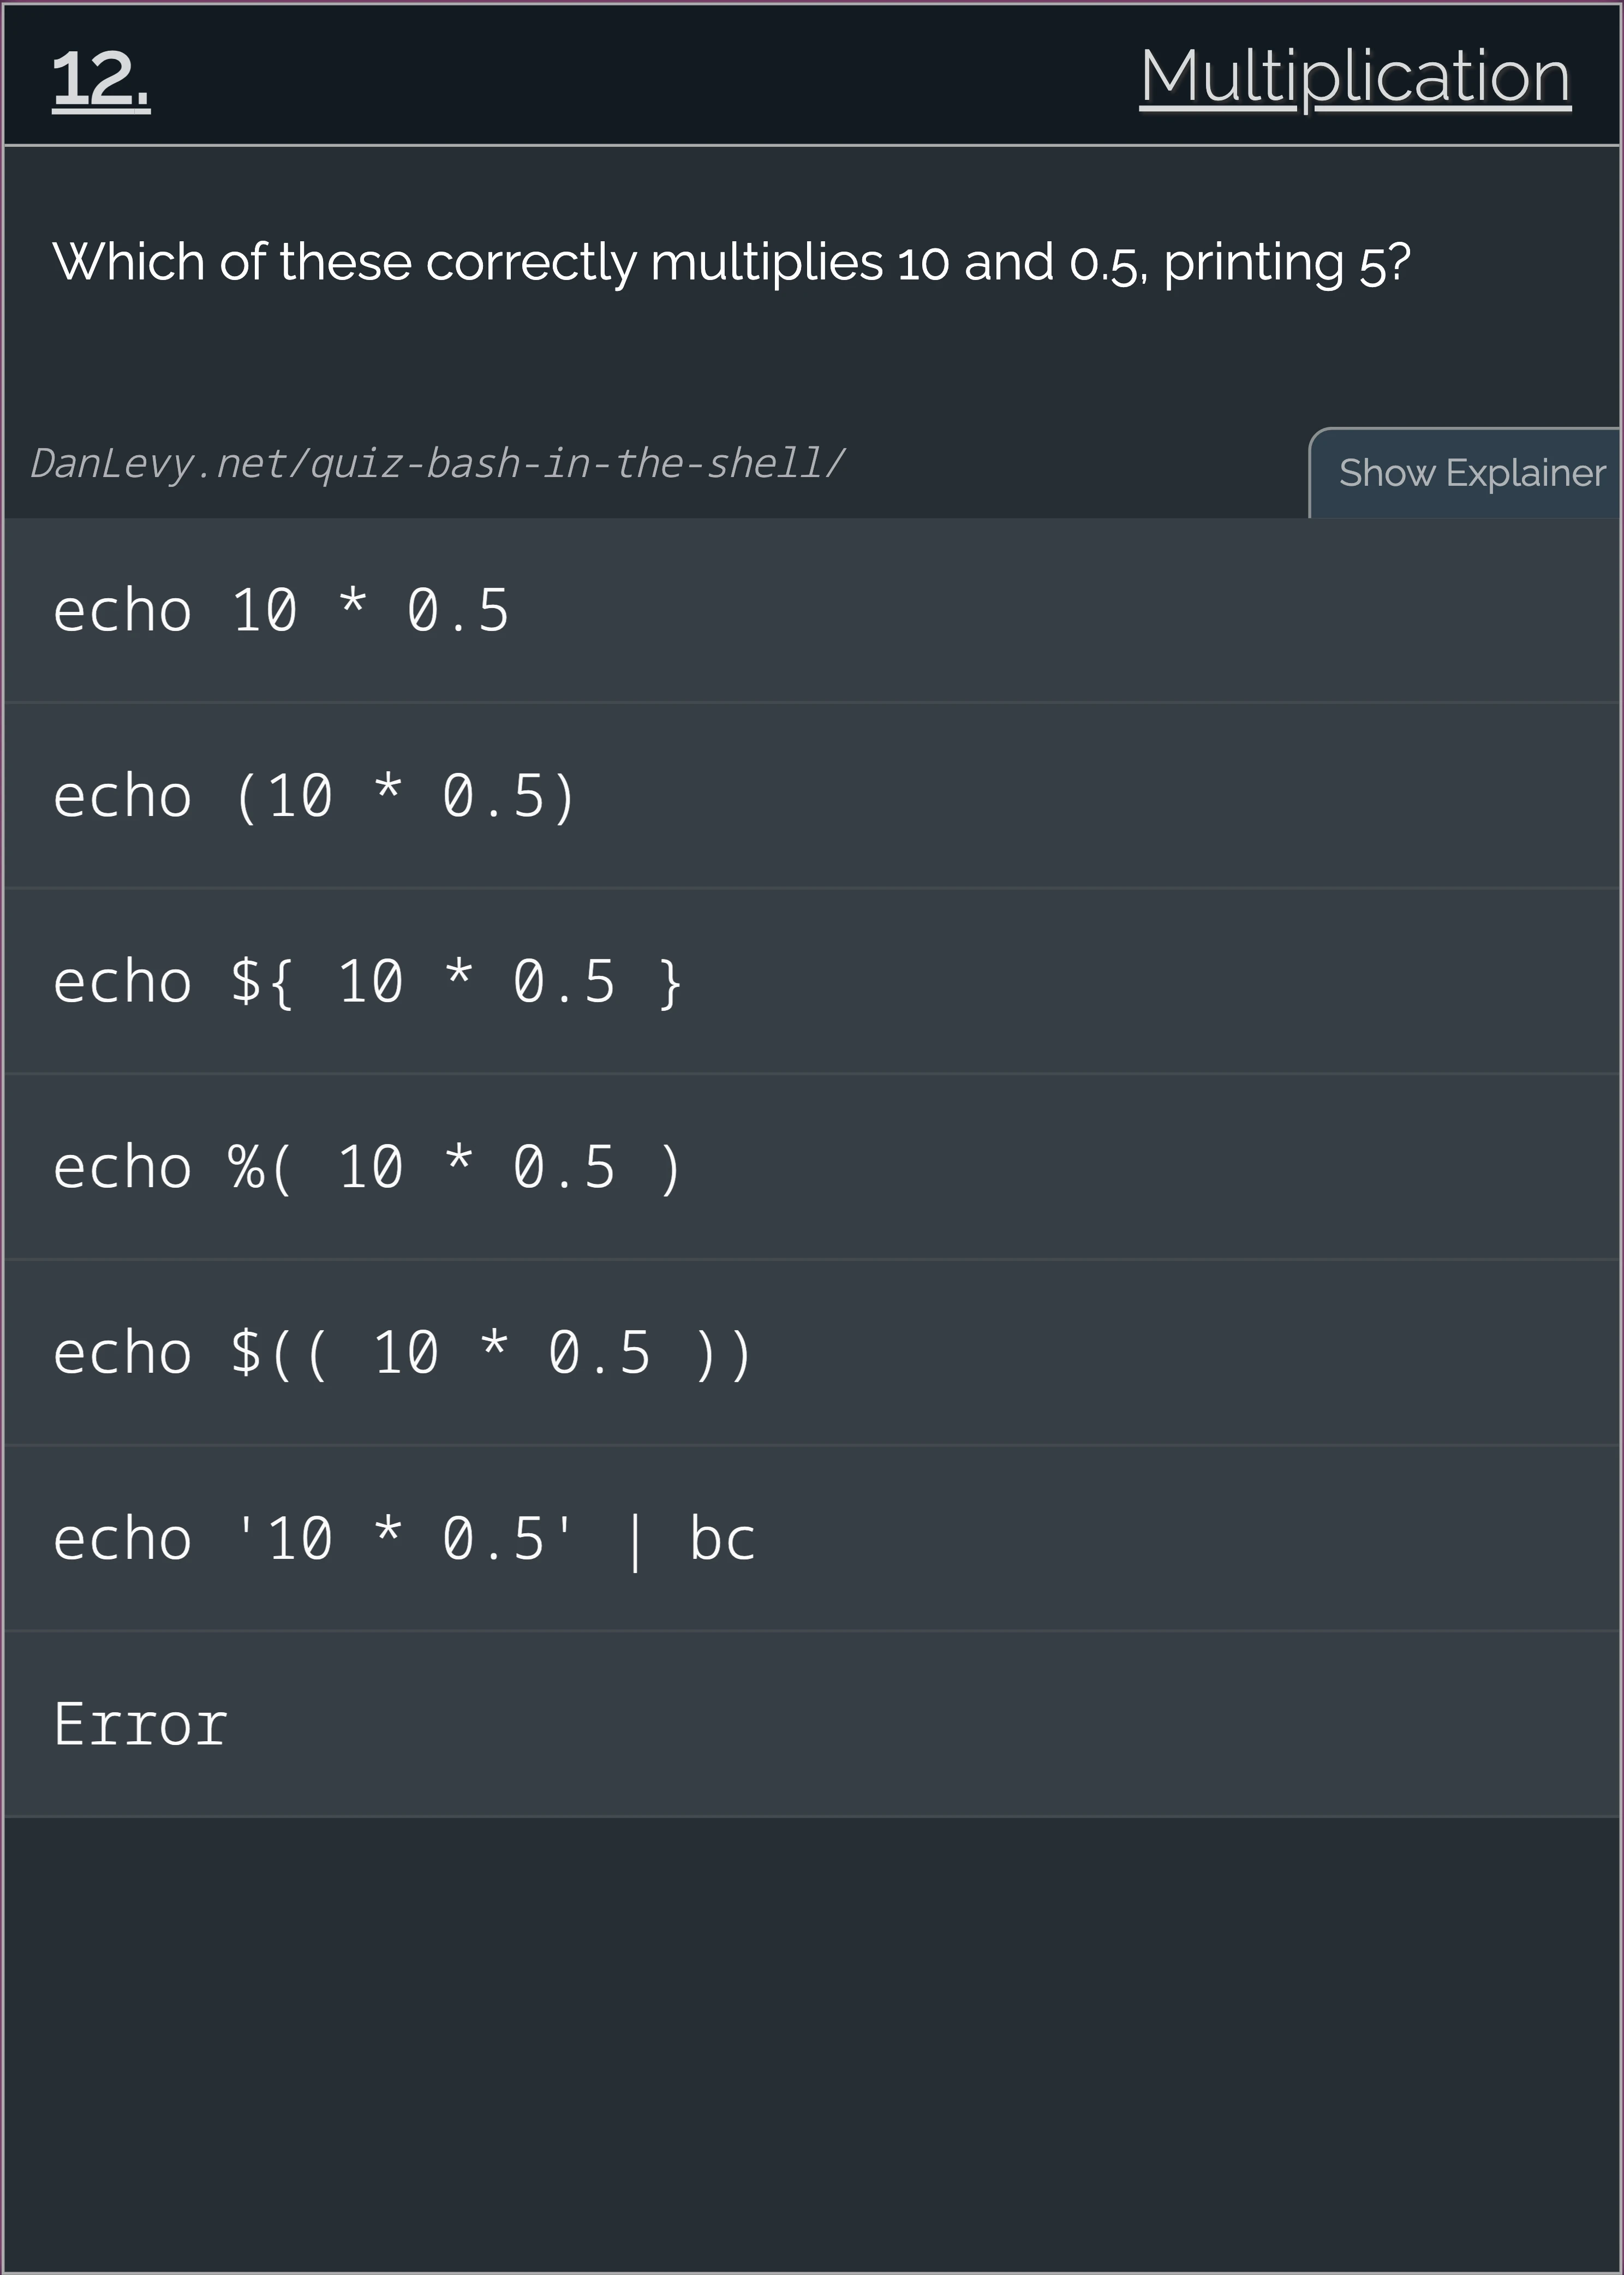 12.
Multiplication
Which of these correctly multiplies 10 and 0.5, printing 5?
DanLevy.net/quiz-bash-in-the-shell/
Show Explainer
echo 10 * 0.5
echo (10 * 0.5)
echo ${ 10 * 0.5 }
echo %( 10 * 0.5 )
echo $(( 10 * 0.5 ))
echo '10 * 0.5' | bc
Error